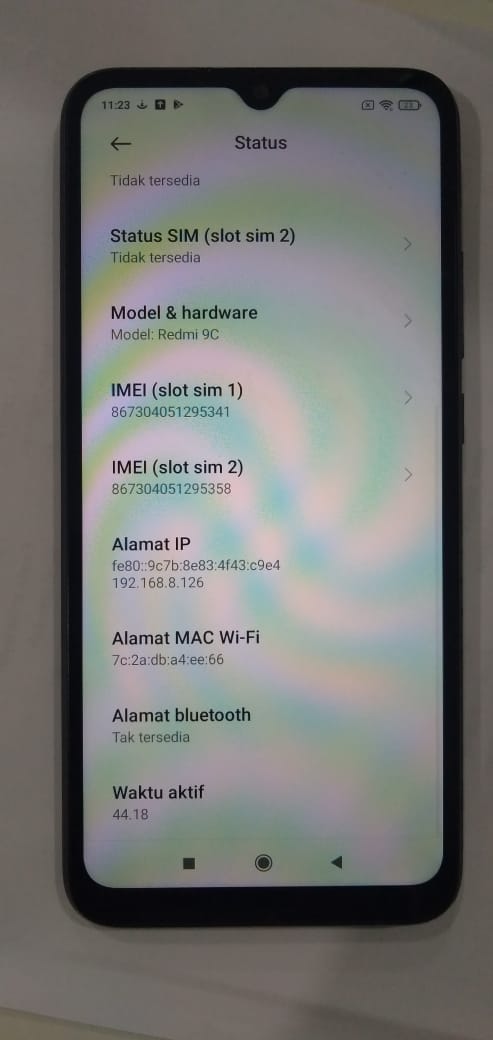 11:23
23
Status
Tidak tersedia
Status SIM (slot sim 2)
Tidak tersedia
Model & hardware
Model: Redmi 9C
IMEI (slot sim 1)
867304051295341
IMEI (slot sim 2)
867304051295358
Alamat IP
fe80::9c7b:8e83:4f43:c9e4
192.168.8.126
Alamat MAC Wi-Fi
7c:2a:db:a4:ee:66
Alamat bluetooth
Tak tersedia
Waktu aktif
44.18